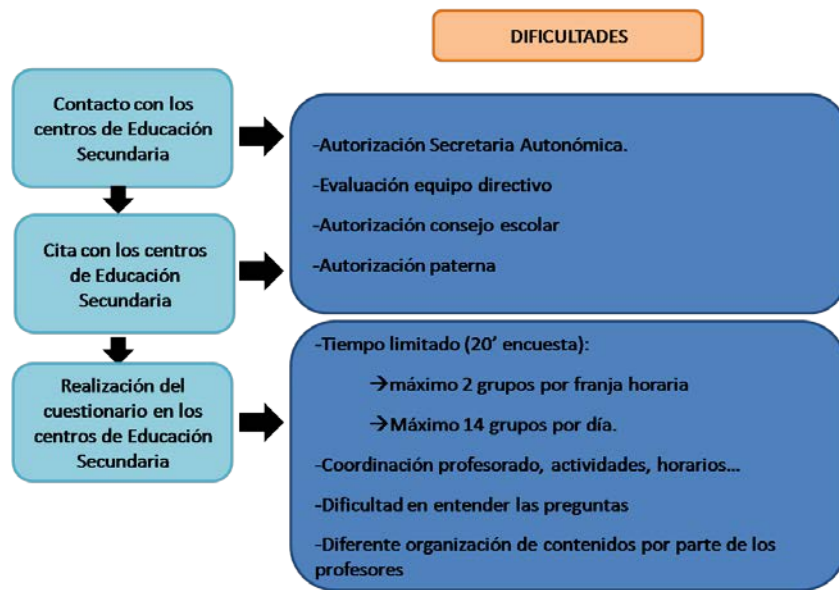 DIFICULTADES
Contacto con los
centros de Educación
Secundaria
-Autorización Secretaria Autonómica.
-Evaluación equipo directivo
-Autorización consejo escolar
-Autorización paterna
Cita con los centros
de Educación
Secundaria
Realización del
cuestionario en los
centros de Educación
Secundaria
-Tiempo limitado (20' encuesta):
→máximo 2 grupos por franja horaria
→Máximo 14 grupos por día.
-Coordinación profesorado, actividades, horarios...
-Dificultad en entender las preguntas
-Diferente organización de contenidos por parte de los
profesores